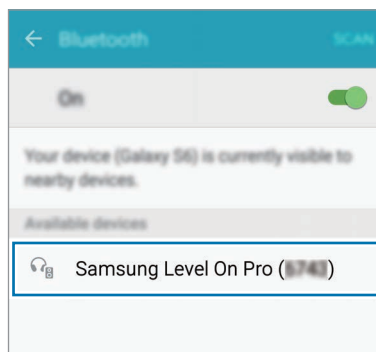 Bluetooth SCAN
On
Your device (Galaxy S6) is currently visible to
nearby devices.
Available devices
Samsung Level On Pro ( )